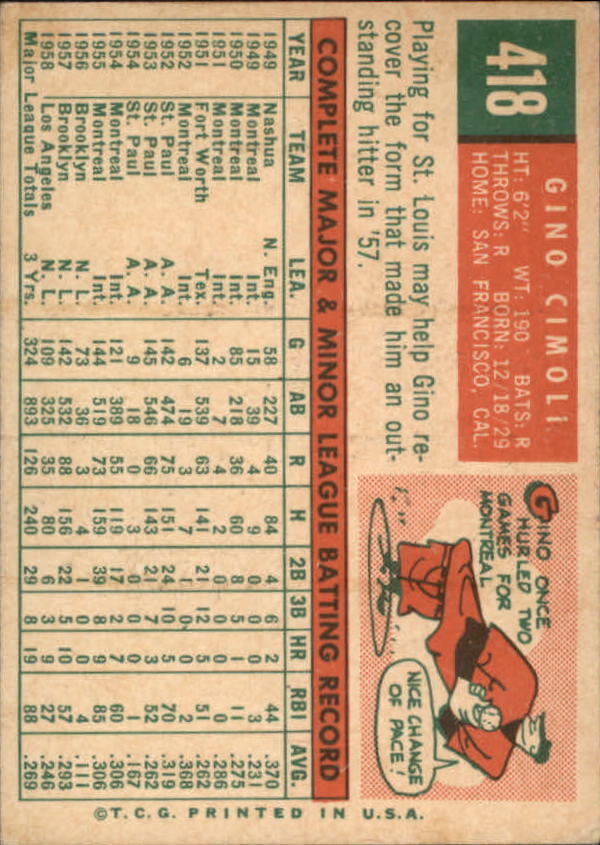 418
GINO CIMOLI
HT: 6'2" WT: 190 BATS: R
THROWS: R BORN: 12/18/29
HOME: SAN FRANCISCO, CAL.
Playing for St. Louis may help Gino re-
cover the form that made him an out-
standing hitter in '57.
GINO ONCE
HURLED TWO
GAMES FOR
MONTREAL
NICE CHANGE
OF PACE!
COMPLETE MAJOR & MINOR LEAGUE BATTING RECORD
YEAR TEAM LEA. G AB R H 2B 3B HR RBI AVG.
1949 Nashua N. Eng. 58 227 40 84 4 6 2 44 .370
1949 Montreal Int. 15 39 4 9 0 0 0 3 .231
1950 Montreal Int. 85 218 36 60 8 5 1 11 .275
1951 Montreal Int. 2 7 4 2 0 0 0 0 .286
1951 Fort Worth Tex. 137 539 63 141 21 12 5 51 .262
1952 Montreal Int. 6 19 3 7 1 0 0 2 .368
1952 St. Paul A. A. 142 474 75 151 24 10 5 70 .319
1953 St. Paul A. A. 145 546 66 143 21 7 3 52 .262
1954 St. Paul A. A. 9 18 0 3 0 0 0 1 .167
1954 Montreal Int. 121 389 55 119 17 2 7 60 .306
1955 Montreal Int. 144 519 73 159 39 8 9 85 .306
1956 Brooklyn N. L. 73 36 3 4 1 0 0 4 .111
1957 Brooklyn N. L. 142 532 88 156 22 5 10 57 .293
1958 Los Angeles N. L. 109 325 35 80 6 3 9 27 .246
Major League Totals 3 Yrs. 324 893 126 240 29 8 19 88 .269
©T.C.G. PRINTED IN U.S.A.